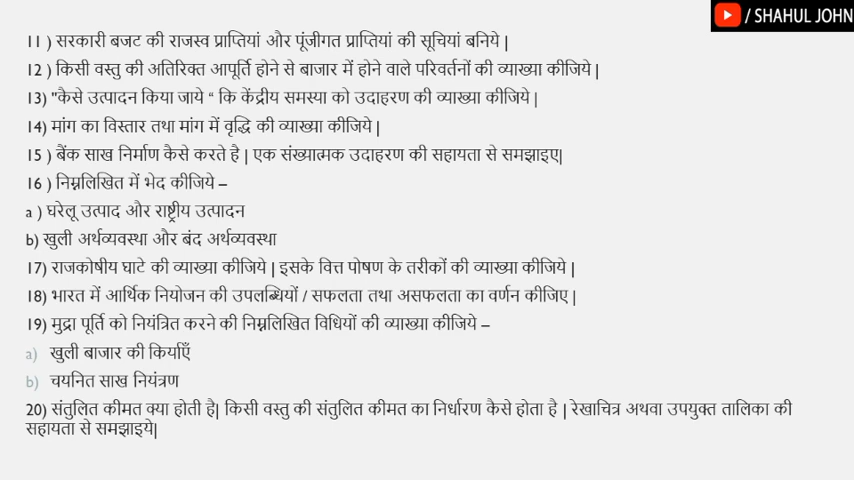 / SHAHUL JOHN
11 ) सरकारी बजट की राजस्व प्राप्तियां और पूंजीगत प्राप्तियां की सूचियां बनिये |
12 ) किसी वस्तु की अतिरिक्त आपूर्ति होने से बाजार में होने वाले परिवर्तनों की व्याख्या कीजिये |
13) "कैसे उत्पादन किया जाये “ कि केंद्रीय समस्या को उदाहरण की व्याख्या कीजिये |
14) मांग का विस्तार तथा मांग में वृद्धि की व्याख्या कीजिये |
15 ) बैंक साख निर्माण कैसे करते है | एक संख्यात्मक उदाहरण की सहायता से समझाइए|
16 ) निम्नलिखित में भेद कीजिये –
a ) घरेलू उत्पाद और राष्ट्रीय उत्पादन
b) खुली अर्थव्यवस्था और बंद अर्थव्यवस्था
17) राजकोषीय घाटे की व्याख्या कीजिये | इसके वित्त पोषण के तरीकों की व्याख्या कीजिये |
18) भारत में आर्थिक नियोजन की उपलब्धियों / सफलता तथा असफलता का वर्णन कीजिए |
19) मुद्रा पूर्ति को नियंत्रित करने की निम्नलिखित विधियों की व्याख्या कीजिये –
a) खुली बाजार की किर्याएँ
b) चयनित साख नियंत्रण
20) संतुलित कीमत क्या होती है| किसी वस्तु की संतुलित कीमत का निर्धारण कैसे होता है | रेखाचित्र अथवा उपयुक्त तालिका की
सहायता से समझाइये|